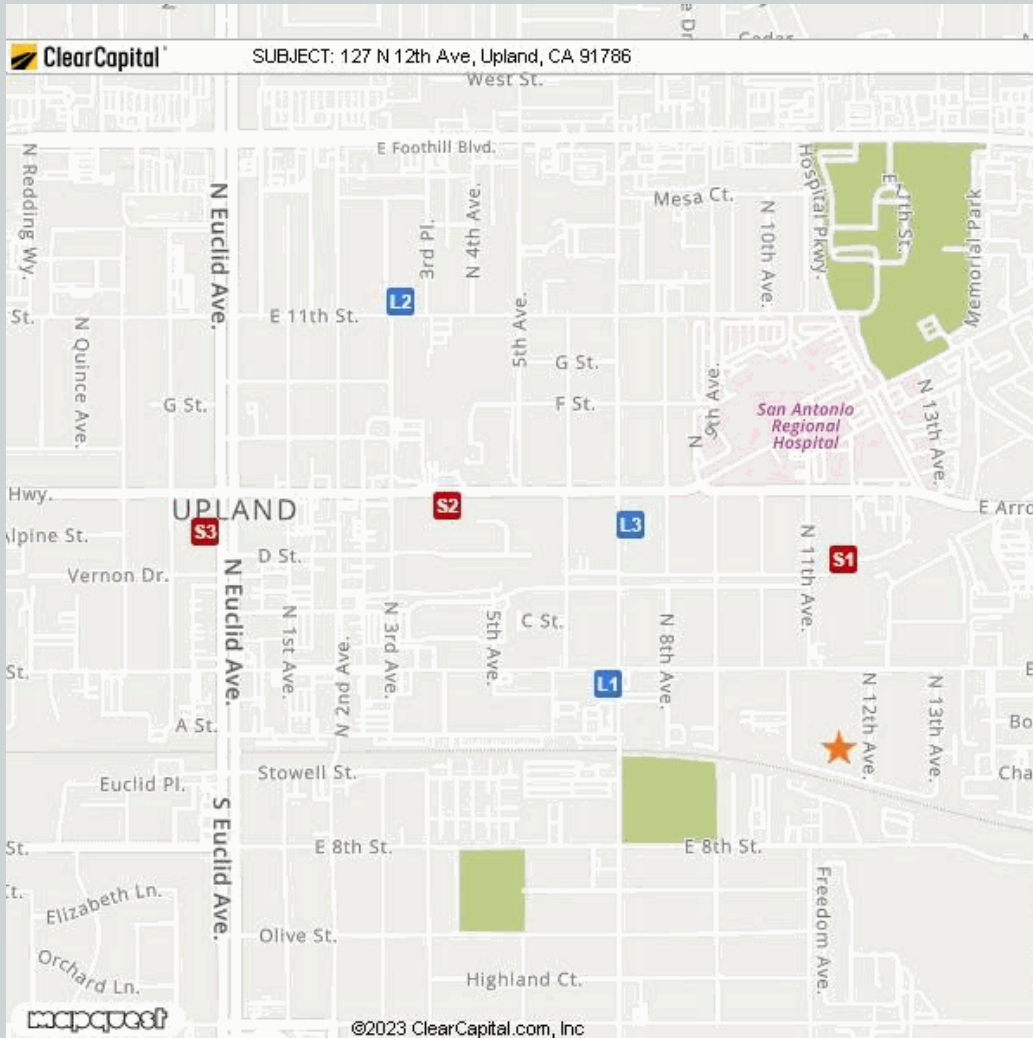 ClearCapital
SUBJECT: 127 N 12th Ave, Upland, CA 91786
West St.
E Foothill Blvd.
N Redding Wy.
N Euclid Ave.
3rd Pl.
N 4th Ave.
Mesa Ct.
N 10th Ave.
Hospital Pkwy.
Memorial Park
L2
St.
E 11th St.
5th Ave.
N Quince Ave.
G St.
G St.
F St.
N 13th Ave.
San Antonio
Regional
Hospital
Hwy.
UPLAND
S2
E Arro
S3
L3
S1
D St.
Vernon Dr.
N 11th Ave.
N Euclid Ave.
N 1st Ave.
N 2nd Ave.
N 3rd Ave.
5th Ave.
C St.
N 8th Ave.
St.
L1
N 12th Ave.
N 13th Ave.
A St.
Bo
Stowell St.
Cha
Euclid Pl.
S Euclid Ave.
St.
E 8th St.
E 8th St.
Freedom Ave.
Elizabeth Ln.
Olive St.
Orchard Ln.
Highland Ct.
mapquest
©2023 ClearCapital.com, Inc